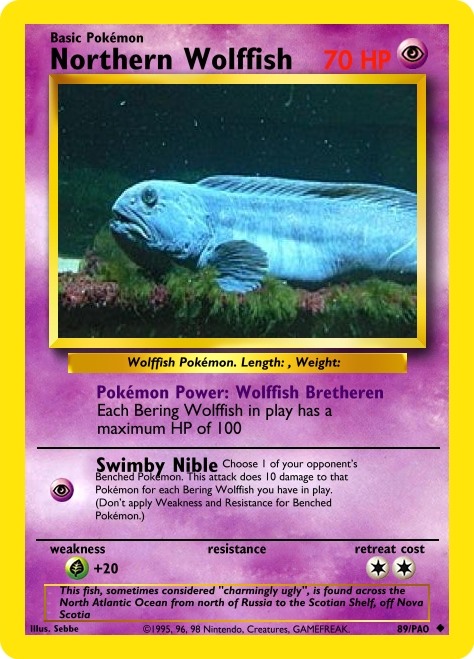 Basic Pokémon
Northern Wolffish 70 HP
Wolffish Pokémon. Length: , Weight:
Pokémon Power: Wolffish Bretheren
Each Bering Wolffish in play has a
maximum HP of 100
Swimby Nible Choose 1 of your opponent's
Benched Pokémon. This attack does 10 damage to that
Pokémon for each Bering Wolffish you have in play.
(Don't apply Weakness and Resistance for Benched
Pokémon.)
weakness resistance retreat cost
+20
This fish, sometimes considered "charmingly ugly", is found across the
North Atlantic Ocean from north of Russia to the Scotian Shelf, off Nova
Scotia
Illus. Sebbe ©1995, 96, 98 Nintendo, Creatures, GAMEFREAK. 89/PAO